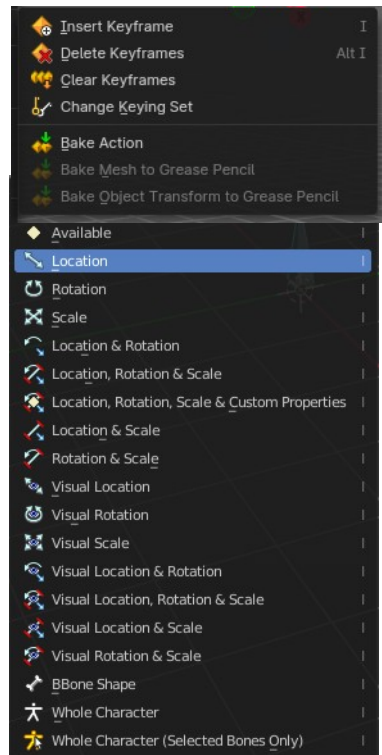 Insert Keyframe I
Delete Keyframes Alt I
Clear Keyframes
Change Keying Set
Bake Action
Bake Mesh to Grease Pencil
Bake Object Transform to Grease Pencil
Available I
Location I
Rotation I
Scale I
Location & Rotation I
Location, Rotation & Scale I
Location, Rotation, Scale & Custom Properties I
Location & Scale I
Rotation & Scale I
Visual Location I
Visual Rotation I
Visual Scale I
Visual Location & Rotation I
Visual Location, Rotation & Scale I
Visual Location & Scale I
Visual Rotation & Scale I
BBone Shape I
Whole Character I
Whole Character (Selected Bones Only) I